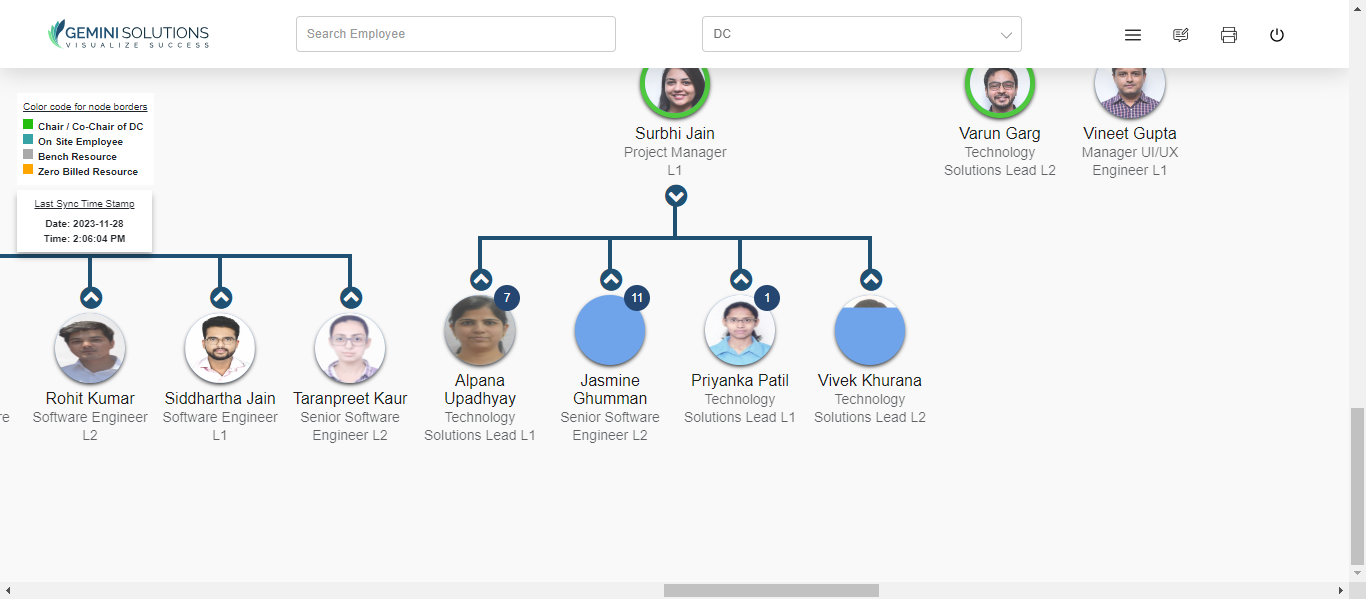 GEMINI SOLUTIONS
VISUALIZE SUCCESS
Search Employee
DC
Color code for node borders
Chair / Co-Chair of DC
On Site Employee
Bench Resource
Zero Billed Resource
Last Sync Time Stamp
Date: 2023-11-28
Time: 2:06:04 PM
Surbhi Jain
Project Manager
L1
Varun Garg
Technology
Solutions Lead L2
Vineet Gupta
Manager UI/UX
Engineer L1
Rohit Kumar
Software Engineer
L2
Siddhartha Jain
Software Engineer
L1
Taranpreet Kaur
Senior Software
Engineer L2
7
Alpana
Upadhyay
Technology
Solutions Lead L1
11
Jasmine
Ghumman
Senior Software
Engineer L2
1
Priyanka Patil
Technology
Solutions Lead L1
Vivek Khurana
Technology
Solutions Lead L2